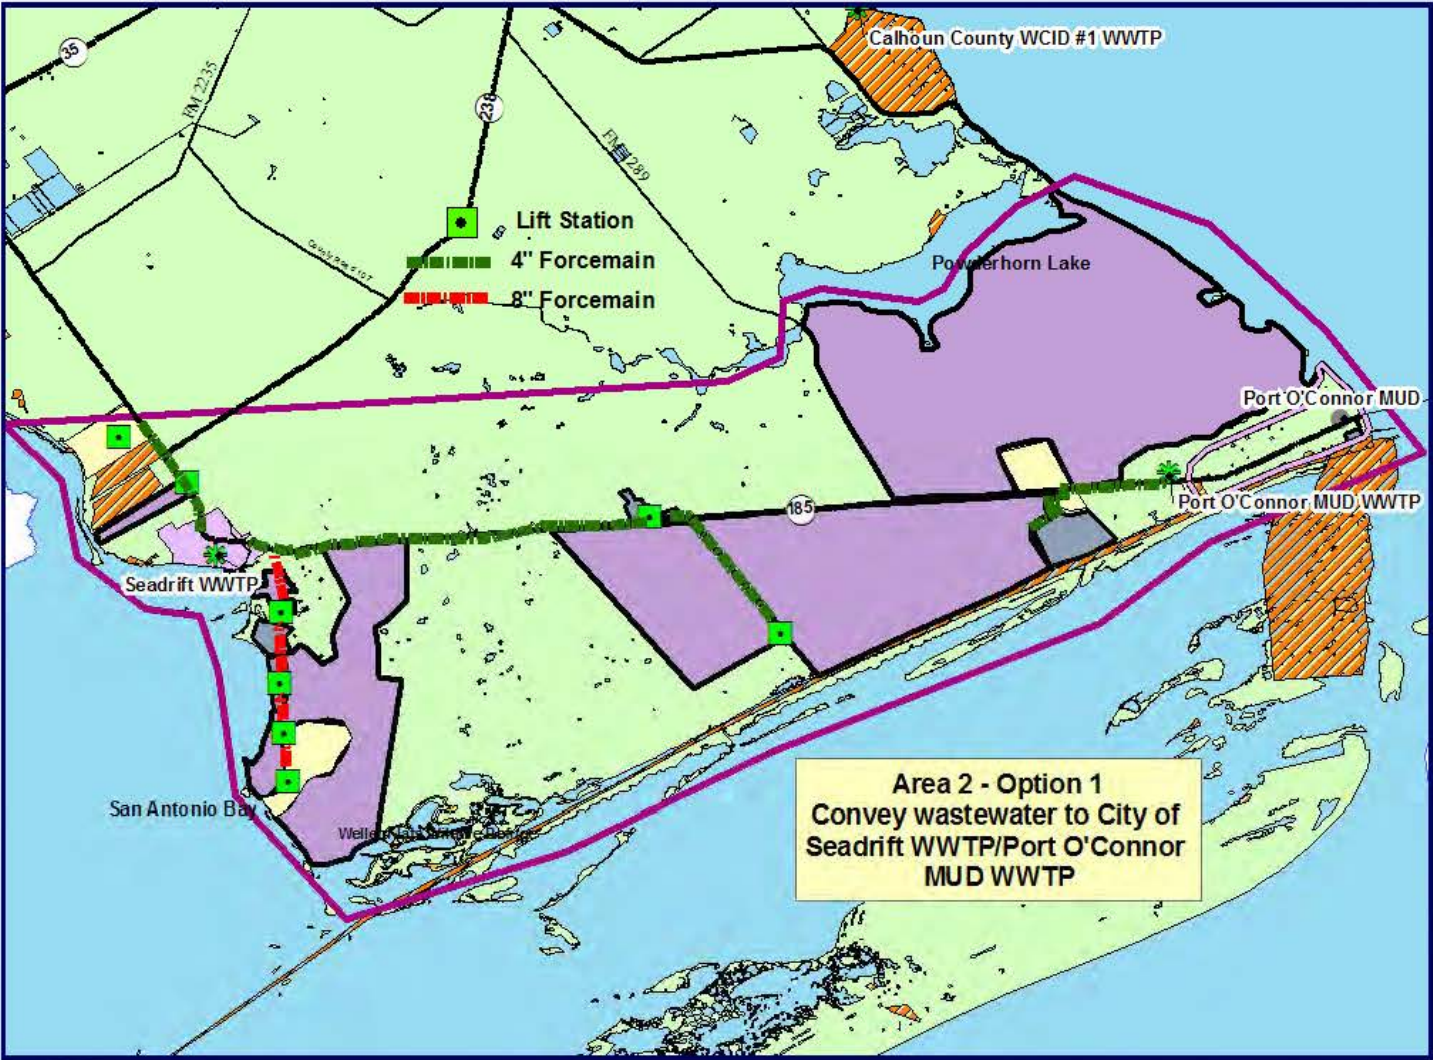 Calhoun County WCID #1 WWTP
35
FM 2235
238
FM 1289
Lift Station
4" Forcemain
8" Forcemain
Powderhorn Lake
Port O'Connor MUD
185
Port O'Connor MUD WWTP
Seadrift WWTP
San Antonio Bay
Area 2 - Option 1
Convey wastewater to City of
Seadrift WWTP/Port O'Connor
MUD WWTP